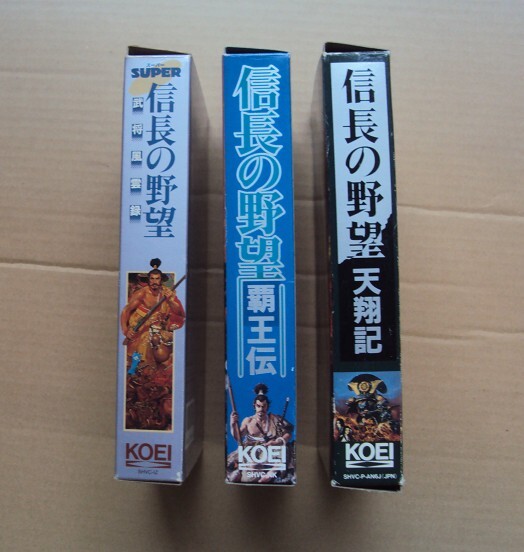 スーパー
SUPER
信長の野望
武将風雲録
KOEI
信長の野望
覇王伝
KOEI
信長の野望
天翔記
KOEI
SHVC-P-AN6J(JPN)